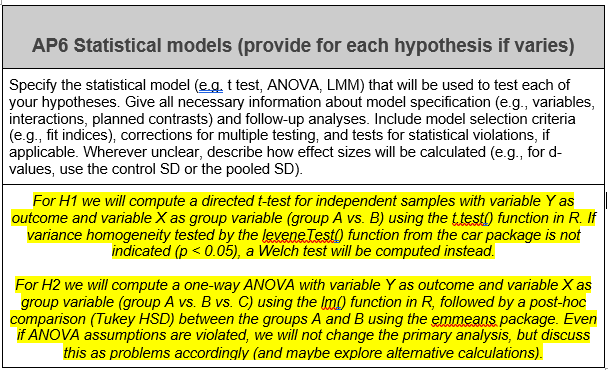 AP6 Statistical models (provide for each hypothesis if varies)
Specify the statistical model (e.g. t test, ANOVA, LMM) that will be used to test each of
your hypotheses. Give all necessary information about model specification (e.g., variables,
interactions, planned contrasts) and follow-up analyses. Include model selection criteria
(e.g., fit indices), corrections for multiple testing, and tests for statistical violations, if
applicable. Wherever unclear, describe how effect sizes will be calculated (e.g., for d-
values, use the control SD or the pooled SD).
For H1 we will compute a directed t-test for independent samples with variable Y as
outcome and variable X as group variable (group A vs. B) using the t.test() function in R. If
variance homogeneity tested by the leveneTest() function from the car package is not
indicated (p < 0.05), a Welch test will be computed instead.
For H2 we will compute a one-way ANOVA with variable Y as outcome and variable X as
group variable (group A vs. B vs. C) using the lm() function in R, followed by a post-hoc
comparison (Tukey HSD) between the groups A and B using the emmeans package. Even
if ANOVA assumptions are violated, we will not change the primary analysis, but discuss
this as problems accordingly (and maybe explore alternative calculations).